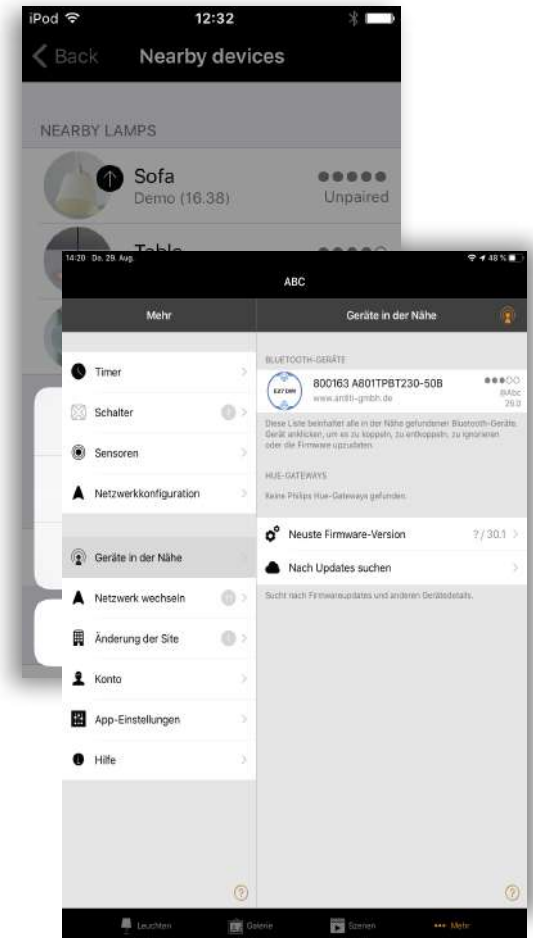 iPod 12:32
Back Nearby devices
NEARBY LAMPS
Sofa
Demo (16.38) Unpaired
Table
14:20 Do. 29. Aug. 48 %
ABC
Mehr
Timer
Schalter
Sensoren
Netzwerkkonfiguration
Geräte in der Nähe
Netzwerk wechseln
Änderung der Site
Konto
App-Einstellungen
Hilfe
Geräte in der Nähe
BLUETOOTH-GERÄTE
800163 A801TPBT230-50B
www.antiti-gmbh.de
@Abc
29.0
Diese Liste beinhaltet alle in der Nähe gefundenen Bluetooth-Geräte.
Gerät anklicken, um es zu koppeln, zu entkoppeln, zu ignorieren
oder die Firmware upzudaten.
HUE-GATEWAYS
Keine Philips Hue-Gateways gefunden.
Neuste Firmware-Version ? / 30.1
Nach Updates suchen
Sucht nach Firmwareupdates und anderen Gerätedetails.
?
?
Leuchten Galerie Szenen Mehr